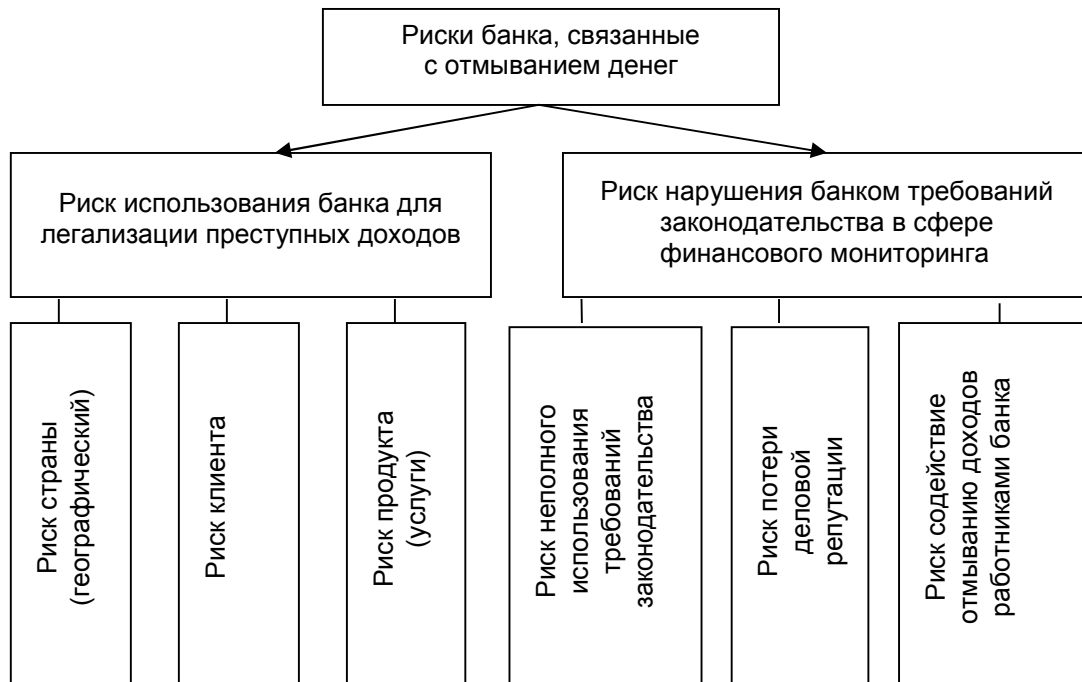 Риски банка, связанные
с отмыванием денег
Риск использования банка для
легализации преступных доходов
Риск нарушения банком требований
законодательства в сфере
финансового мониторинга
Риск страны
(географический)
Риск клиента
Риск продукта
(услуги)
Риск неполного
использования
требований
законодательства
Риск потери
деловой
репутации
Риск содействие
отмыванию доходов
работниками банка